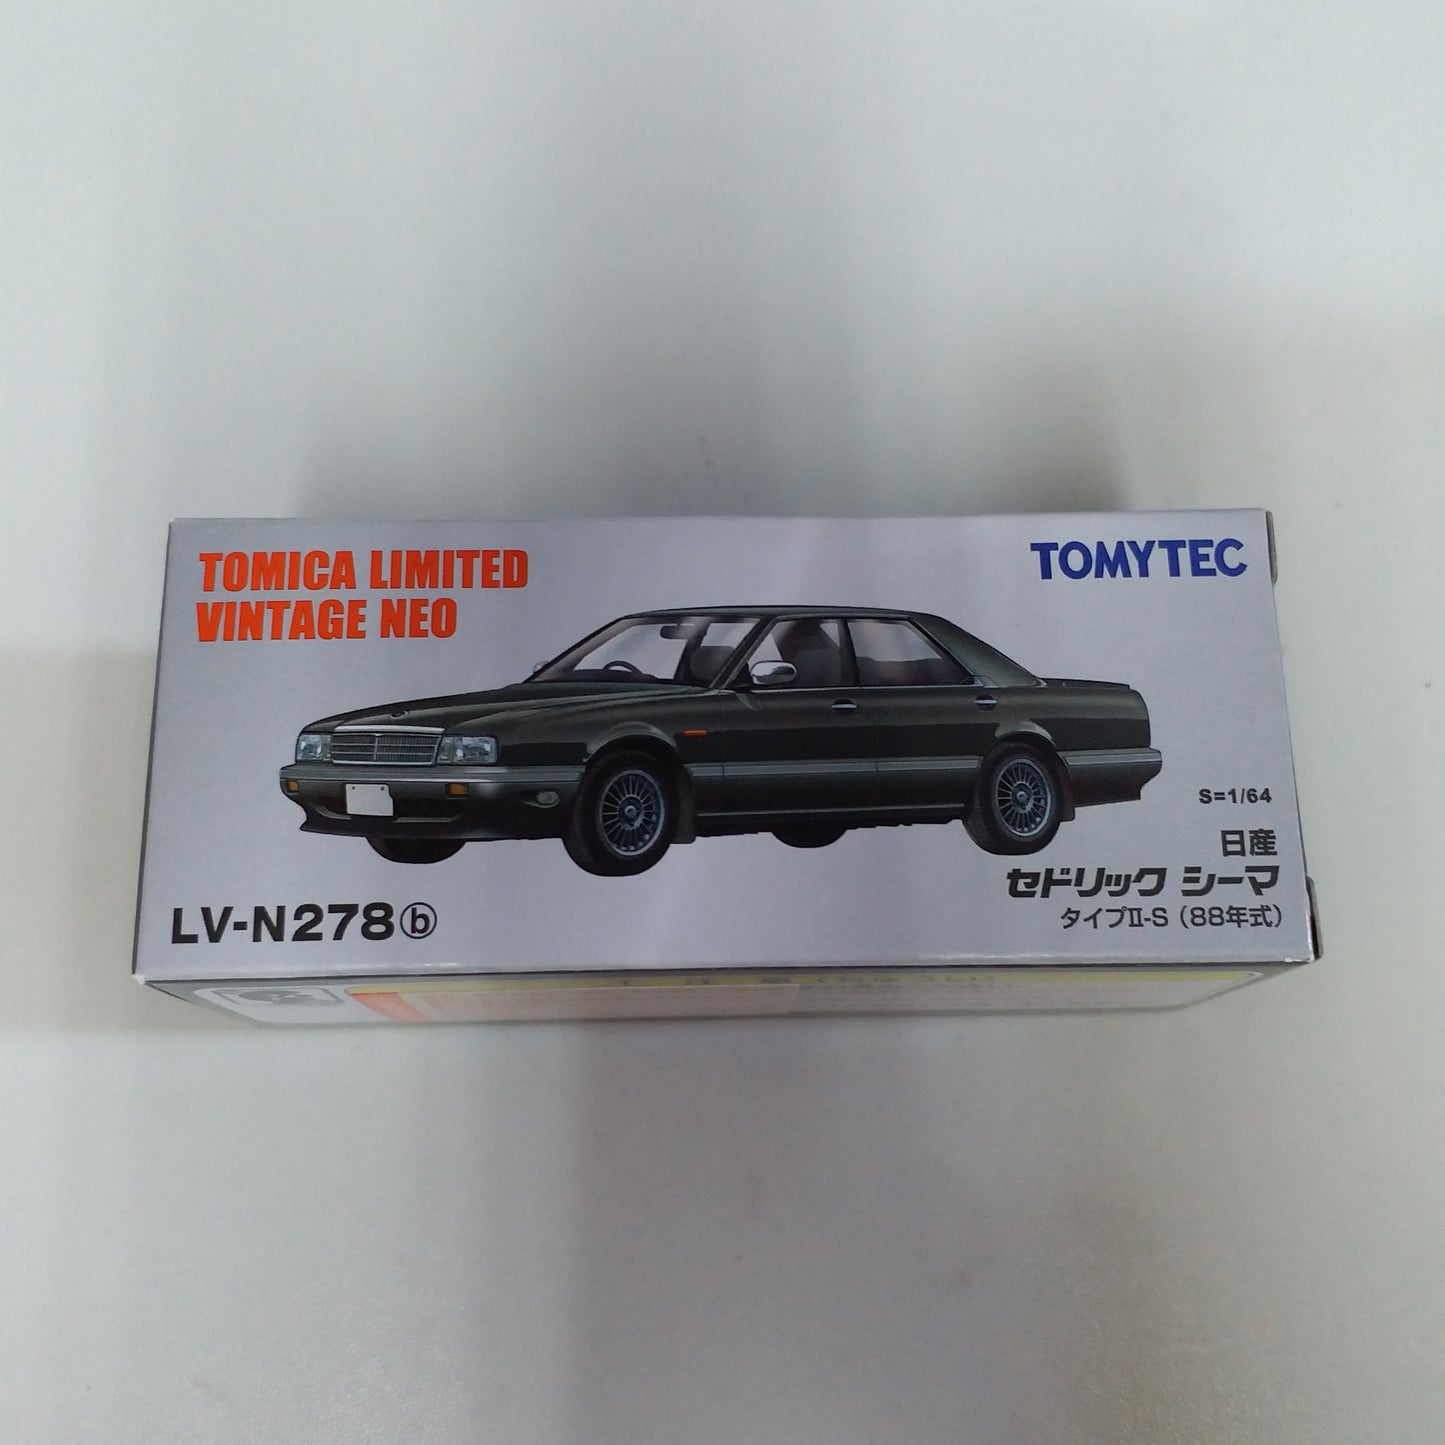 TOMICA LIMITED
VINTAGE NEO
TOMYTEC
S=1/64
日産
セドリック シーマ
タイプII-S（88年式）
LV-N278ⓑ